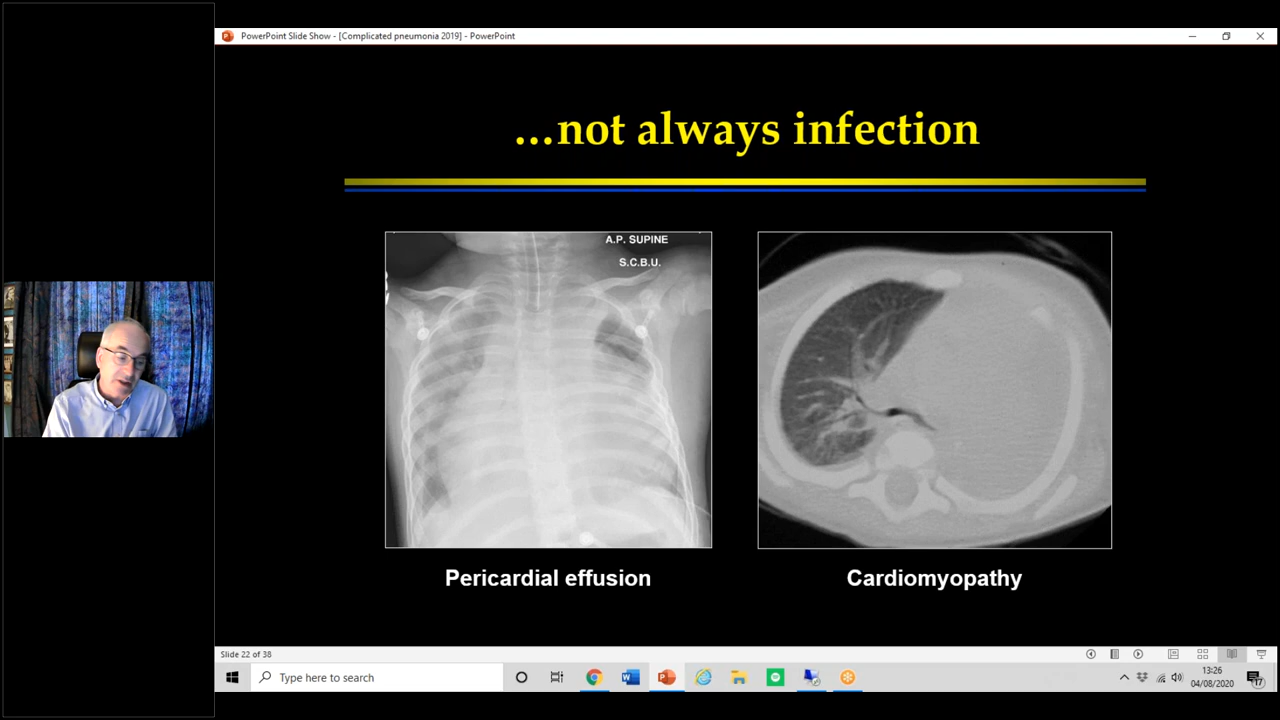 PowerPoint Slide Show - [Complicated pneumonia 2019] - PowerPoint
...not always infection
A.P. SUPINE
S.C.B.U.
Pericardial effusion
Cardiomyopathy
Slide 22 of 38
Type here to search
13:26
04/08/2020
17